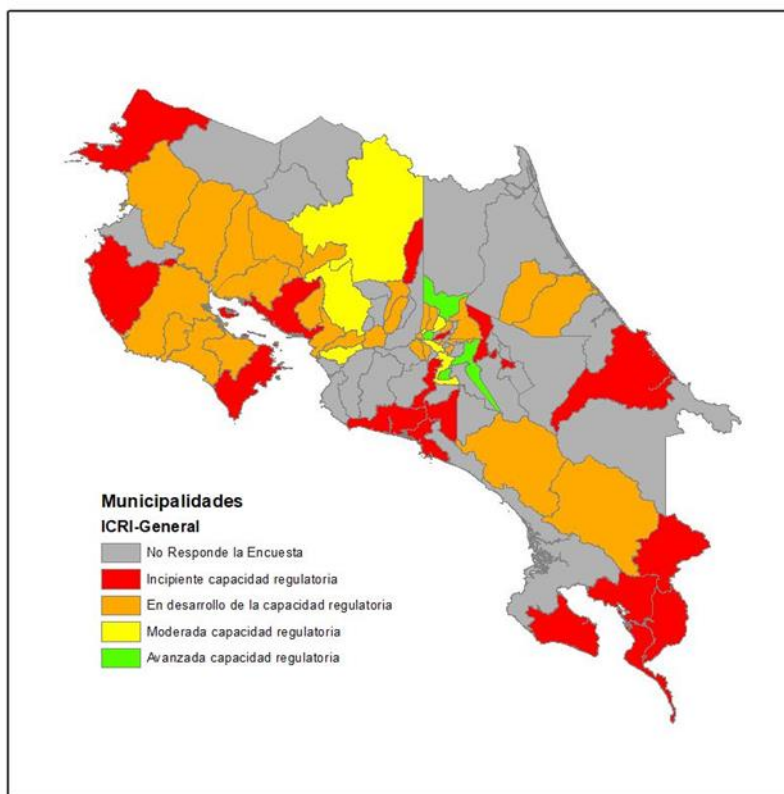 Municipalidades
ICRI-General
No Responde la Encuesta
Incipiente capacidad regulatoria
En desarrollo de la capacidad regulatoria
Moderada capacidad regulatoria
Avanzada capacidad regulatoria